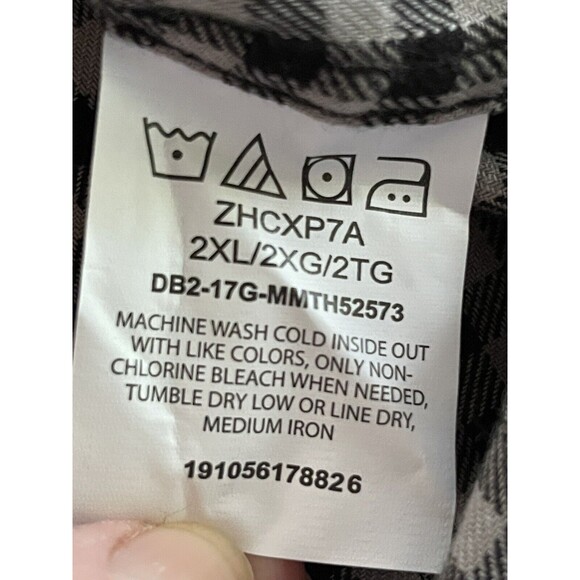 ZHCXP7A
2XL/2XG/2TG
DB2-17G-MMTH52573
MACHINE WASH COLD INSIDE OUT
WITH LIKE COLORS, ONLY NON-
CHLORINE BLEACH WHEN NEEDED,
TUMBLE DRY LOW OR LINE DRY,
MEDIUM IRON
191056178826